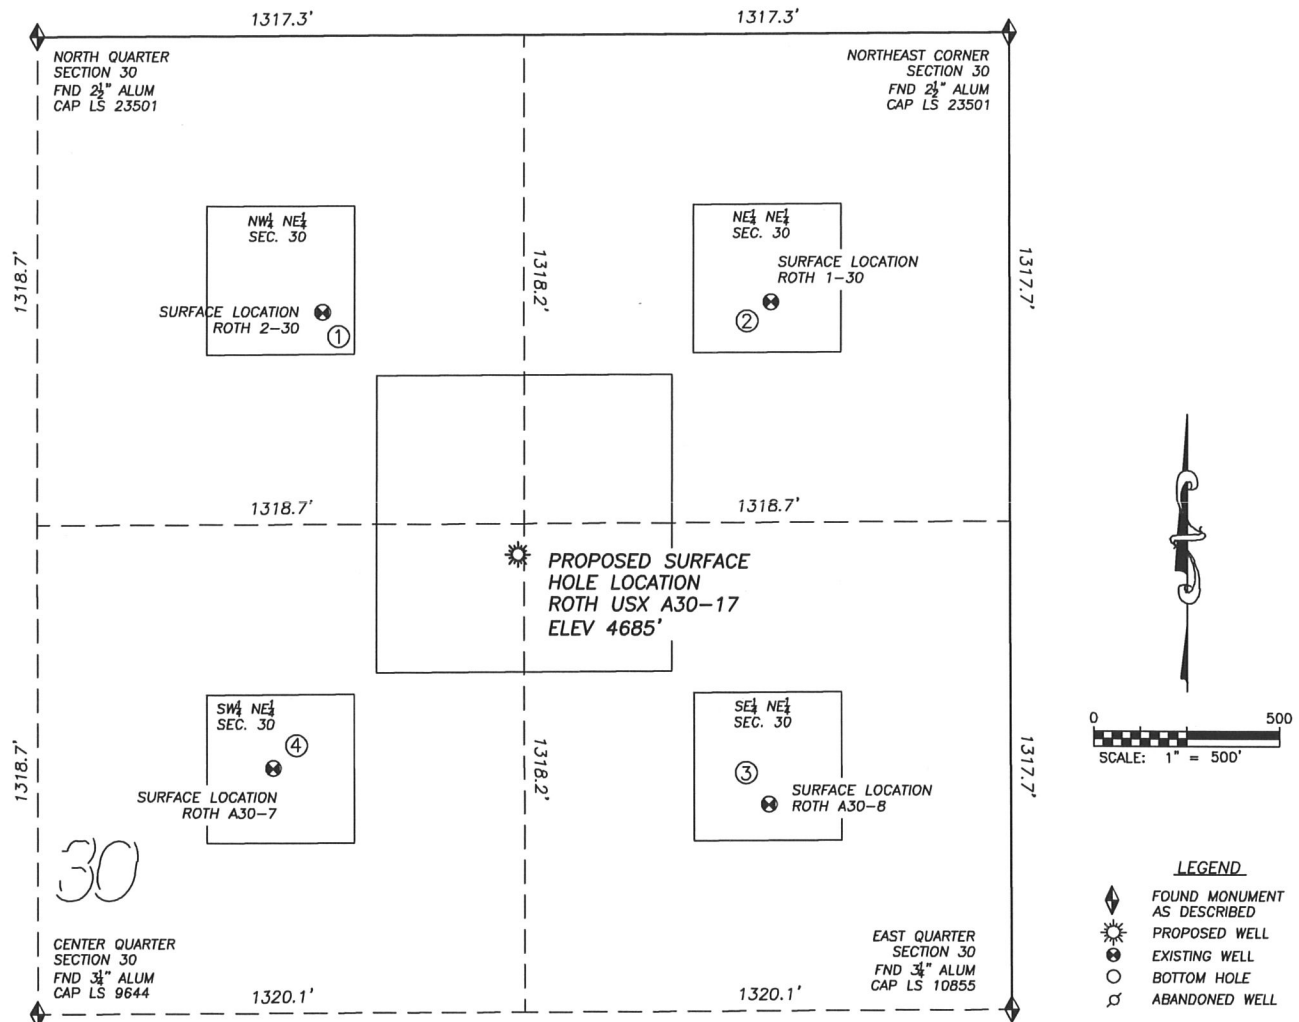 1317.3'
1317.3'
NORTH QUARTER
SECTION 30
FND 2½" ALUM
CAP LS 23501
NORTHEAST CORNER
SECTION 30
FND 2½" ALUM
CAP LS 23501
NW¼ NE¼
SEC. 30
NE¼ NE¼
SEC. 30
1318.7'
1318.2'
1317.7'
SURFACE LOCATION
ROTH 2-30
1
SURFACE LOCATION
ROTH 1-30
2
1318.7'
1318.7'
PROPOSED SURFACE
HOLE LOCATION
ROTH USX A30-17
ELEV 4685'
SW¼ NE¼
SEC. 30
4
SE¼ NE¼
SEC. 30
3
1318.7'
1318.2'
1317.7'
SURFACE LOCATION
ROTH A30-7
SURFACE LOCATION
ROTH A30-8
30
CENTER QUARTER
SECTION 30
FND 3¼" ALUM
CAP LS 9644
EAST QUARTER
SECTION 30
FND 3¼" ALUM
CAP LS 10855
1320.1'
1320.1'
0 500
SCALE: 1" = 500'
LEGEND
FOUND MONUMENT
AS DESCRIBED
PROPOSED WELL
EXISTING WELL
BOTTOM HOLE
ABANDONED WELL